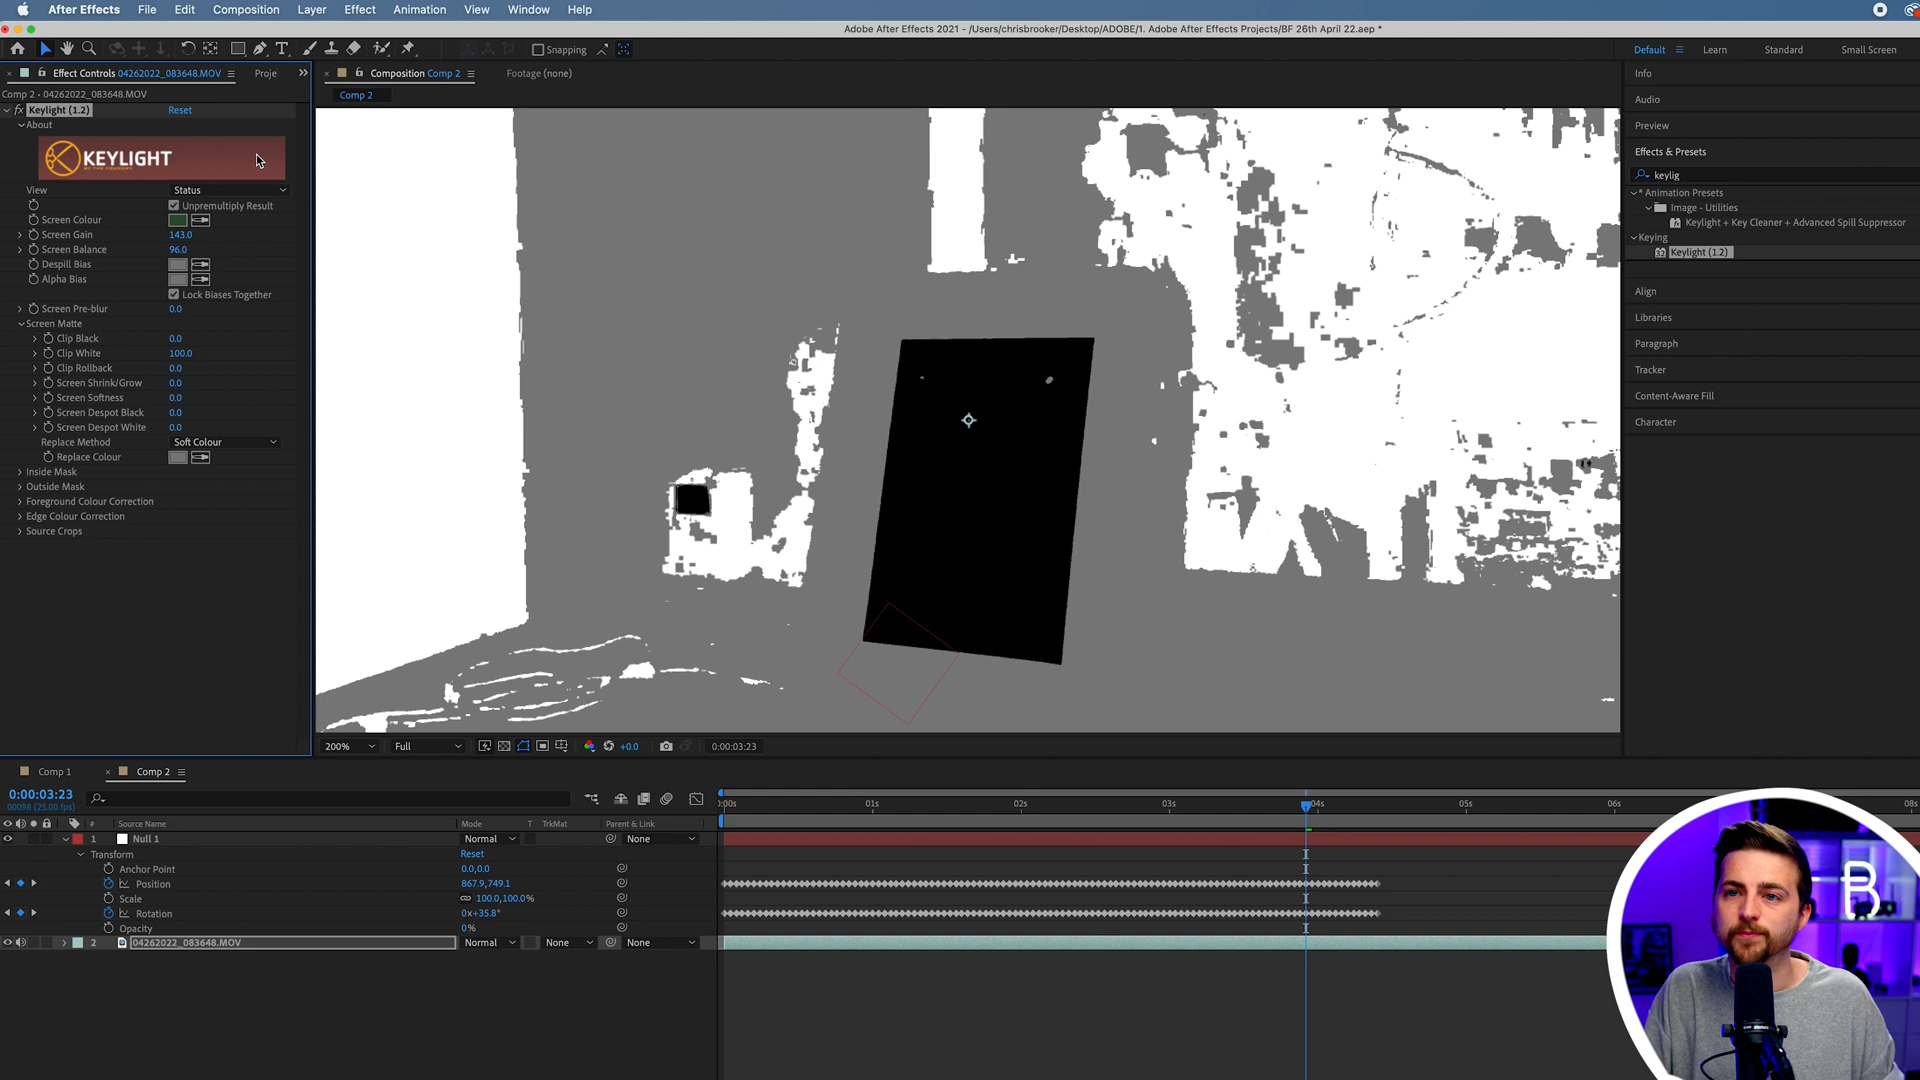 After Effects File Edit Composition Layer Effect Animation View Window Help
Adobe After Effects 2021 - /Users/chrisbrooker/Desktop/ADOBE/1. Adobe After Effects Projects/BF 26th April 22.aep *
Snapping
Default Learn Standard Small Screen
Effect Controls 04262022_083648.MOV Proje
Composition Comp 2
Footage (none)
Comp 2 • 04262022_083648.MOV
Comp 2
fx Keylight (1.2) Reset
About
KEYLIGHT
BY THE FOUNDRY
View Status
Unpremultiply Result
Screen Colour
Screen Gain 143.0
Screen Balance 96.0
Despill Bias
Alpha Bias
Lock Biases Together
Screen Pre-blur 0.0
Screen Matte
Clip Black 0.0
Clip White 100.0
Clip Rollback 0.0
Screen Shrink/Grow 0.0
Screen Softness 0.0
Screen Despot Black 0.0
Screen Despot White 0.0
Replace Method Soft Colour
Replace Colour
Inside Mask
Outside Mask
Foreground Colour Correction
Edge Colour Correction
Source Crops
Info
Audio
Preview
Effects & Presets
keylig
* Animation Presets
Image - Utilities
Keylight + Key Cleaner + Advanced Spill Suppressor
Keying
32 Keylight (1.2)
Align
Libraries
Paragraph
Tracker
Content-Aware Fill
Character
200% Full +0.0 0:00:03:23
Comp 1 Comp 2
0:00:03:23
00098 (25.00 fps)
:00s 01s 02s 03s 04s 05s 06s 08s
# Source Name Mode T TrkMat Parent & Link
1 Null 1 Normal None
Transform Reset
Anchor Point 0.0,0.0
Position 867.9,749.1
Scale 100.0,100.0%
Rotation 0x+35.8°
Opacity 0%
2 04262022_083648.MOV Normal None None